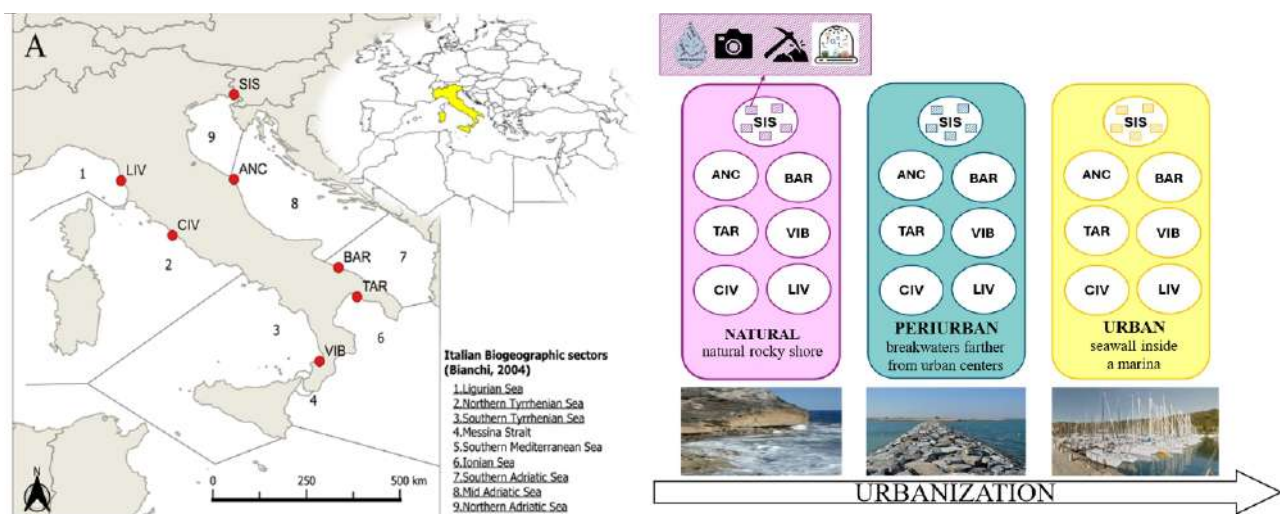 A
SIS
9
ANC
LIV
1
8
CIV
2
BAR
7
TAR
3
6
VIB
4
N
0 250 500 km
Italian Biogeographic sectors
(Bianchi, 2004)
1.Ligurian Sea
2.Northern Tyrrhenian Sea
3.Southern Tyrrhenian Sea
4.Messina Strait
5.Southern Mediterranean Sea
6.Ionian Sea
7.Southern Adriatic Sea
8.Mid Adriatic Sea
9.Northern Adriatic Sea
SIS
ANC BAR
TAR VIB
CIV LIV
NATURAL
natural rocky shore
SIS
ANC BAR
TAR VIB
CIV LIV
PERIURBAN
breakwaters farther
from urban centers
SIS
ANC BAR
TAR VIB
CIV LIV
URBAN
seawall inside
a marina
URBANIZATION